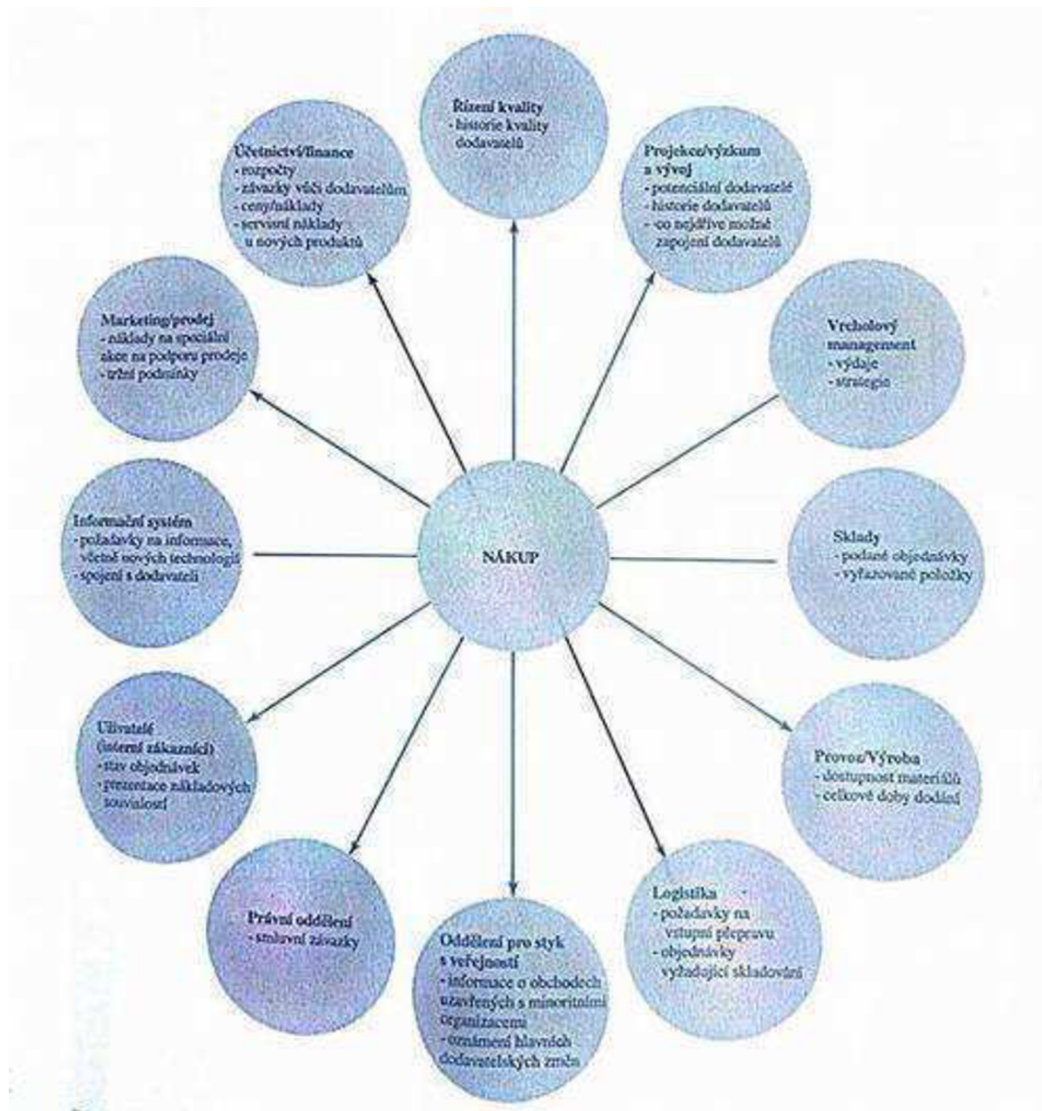 Řízení kvality
- historie kvality
dodavatelů
Projekce/výzkum
a vývoj
- potenciální dodavatelé
- historie dodavatelů
- co nejdříve možné
zapojení dodavatelů
Vrcholový
management
- výdaje
- strategie
Sklady
- podané objednávky
- vyřazované položky
Provoz/Výroba
- dostupnost materiálů
- celkové doby dodání
Logistika
- požadavky na
vstupní přepravu
- objednávky
vyžadující skladování
Oddělení pro styk
s veřejností
- informace o obchodech
uzavřených s minoritními
organizacemi
- oznámení hlavních
dodavatelských změn
Právní oddělení
- smluvní závazky
Uživatelé
(interní zákazníci)
- stav objednávek
- prezentace nákladových
souvislostí
Informační systém
- požadavky na informace,
včetně nových technologií
- spojení s dodavateli
Marketing/prodej
- náklady na speciální
akce na podporu prodeje
- tržní podmínky
Účetnictví/finance
- rozpočty
- závazky vůči dodavatelům
- ceny/náklady
- servisní náklady
u nových produktů
NÁKUP